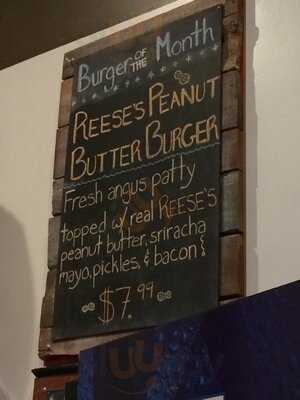 Burger OF THE Month
REESE'S PEANUT
BUTTER BURGER
Fresh angus patty
topped w/ real REESE'S
peanut butter, sriracha
mayo, pickles, & bacon!
$7.99